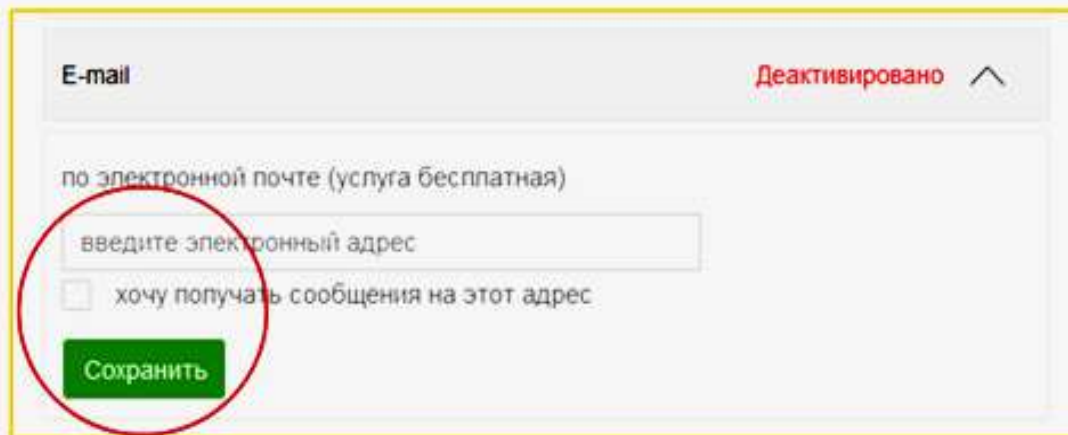 E-mail Деактивировано
по электронной почте (услуга бесплатная)
введите электронный адрес
хочу получать сообщения на этот адрес
Сохранить